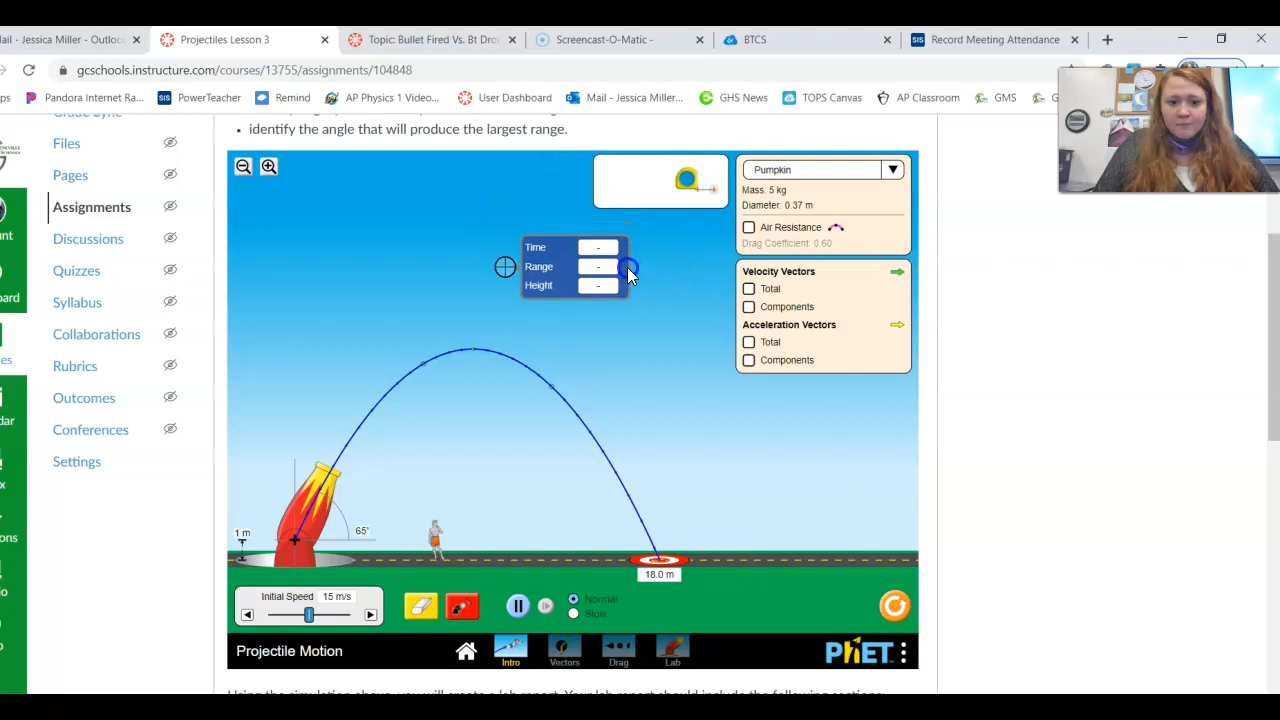 ail - Jessica Miller - Outloo
Projectiles Lesson 3
Topic: Bullet Fired Vs. Bt Dro
Screencast-O-Matic -
BTCS
Record Meeting Attendance
gcschools.instructure.com/courses/13755/assignments/104848
ps
Pandora Internet Ra...
PowerTeacher
Remind
AP Physics 1 Video...
User Dashboard
Mail - Jessica Miller...
GHS News
TOPS Canvas
AP Classroom
GMS
Files
Pages
Assignments
Discussions
Quizzes
Syllabus
Collaborations
Rubrics
Outcomes
Conferences
Settings
identify the angle that will produce the largest range.
Pumpkin
Mass: 5 kg
Diameter: 0.37 m
Air Resistance
Drag Coefficient: 0.60
Time -
Range -
Height -
Velocity Vectors
Total
Components
Acceleration Vectors
Total
Components
65°
1 m
18.0 m
Initial Speed 15 m/s
Normal
Slow
Projectile Motion
Intro
Vectors
Drag
Lab
PhET